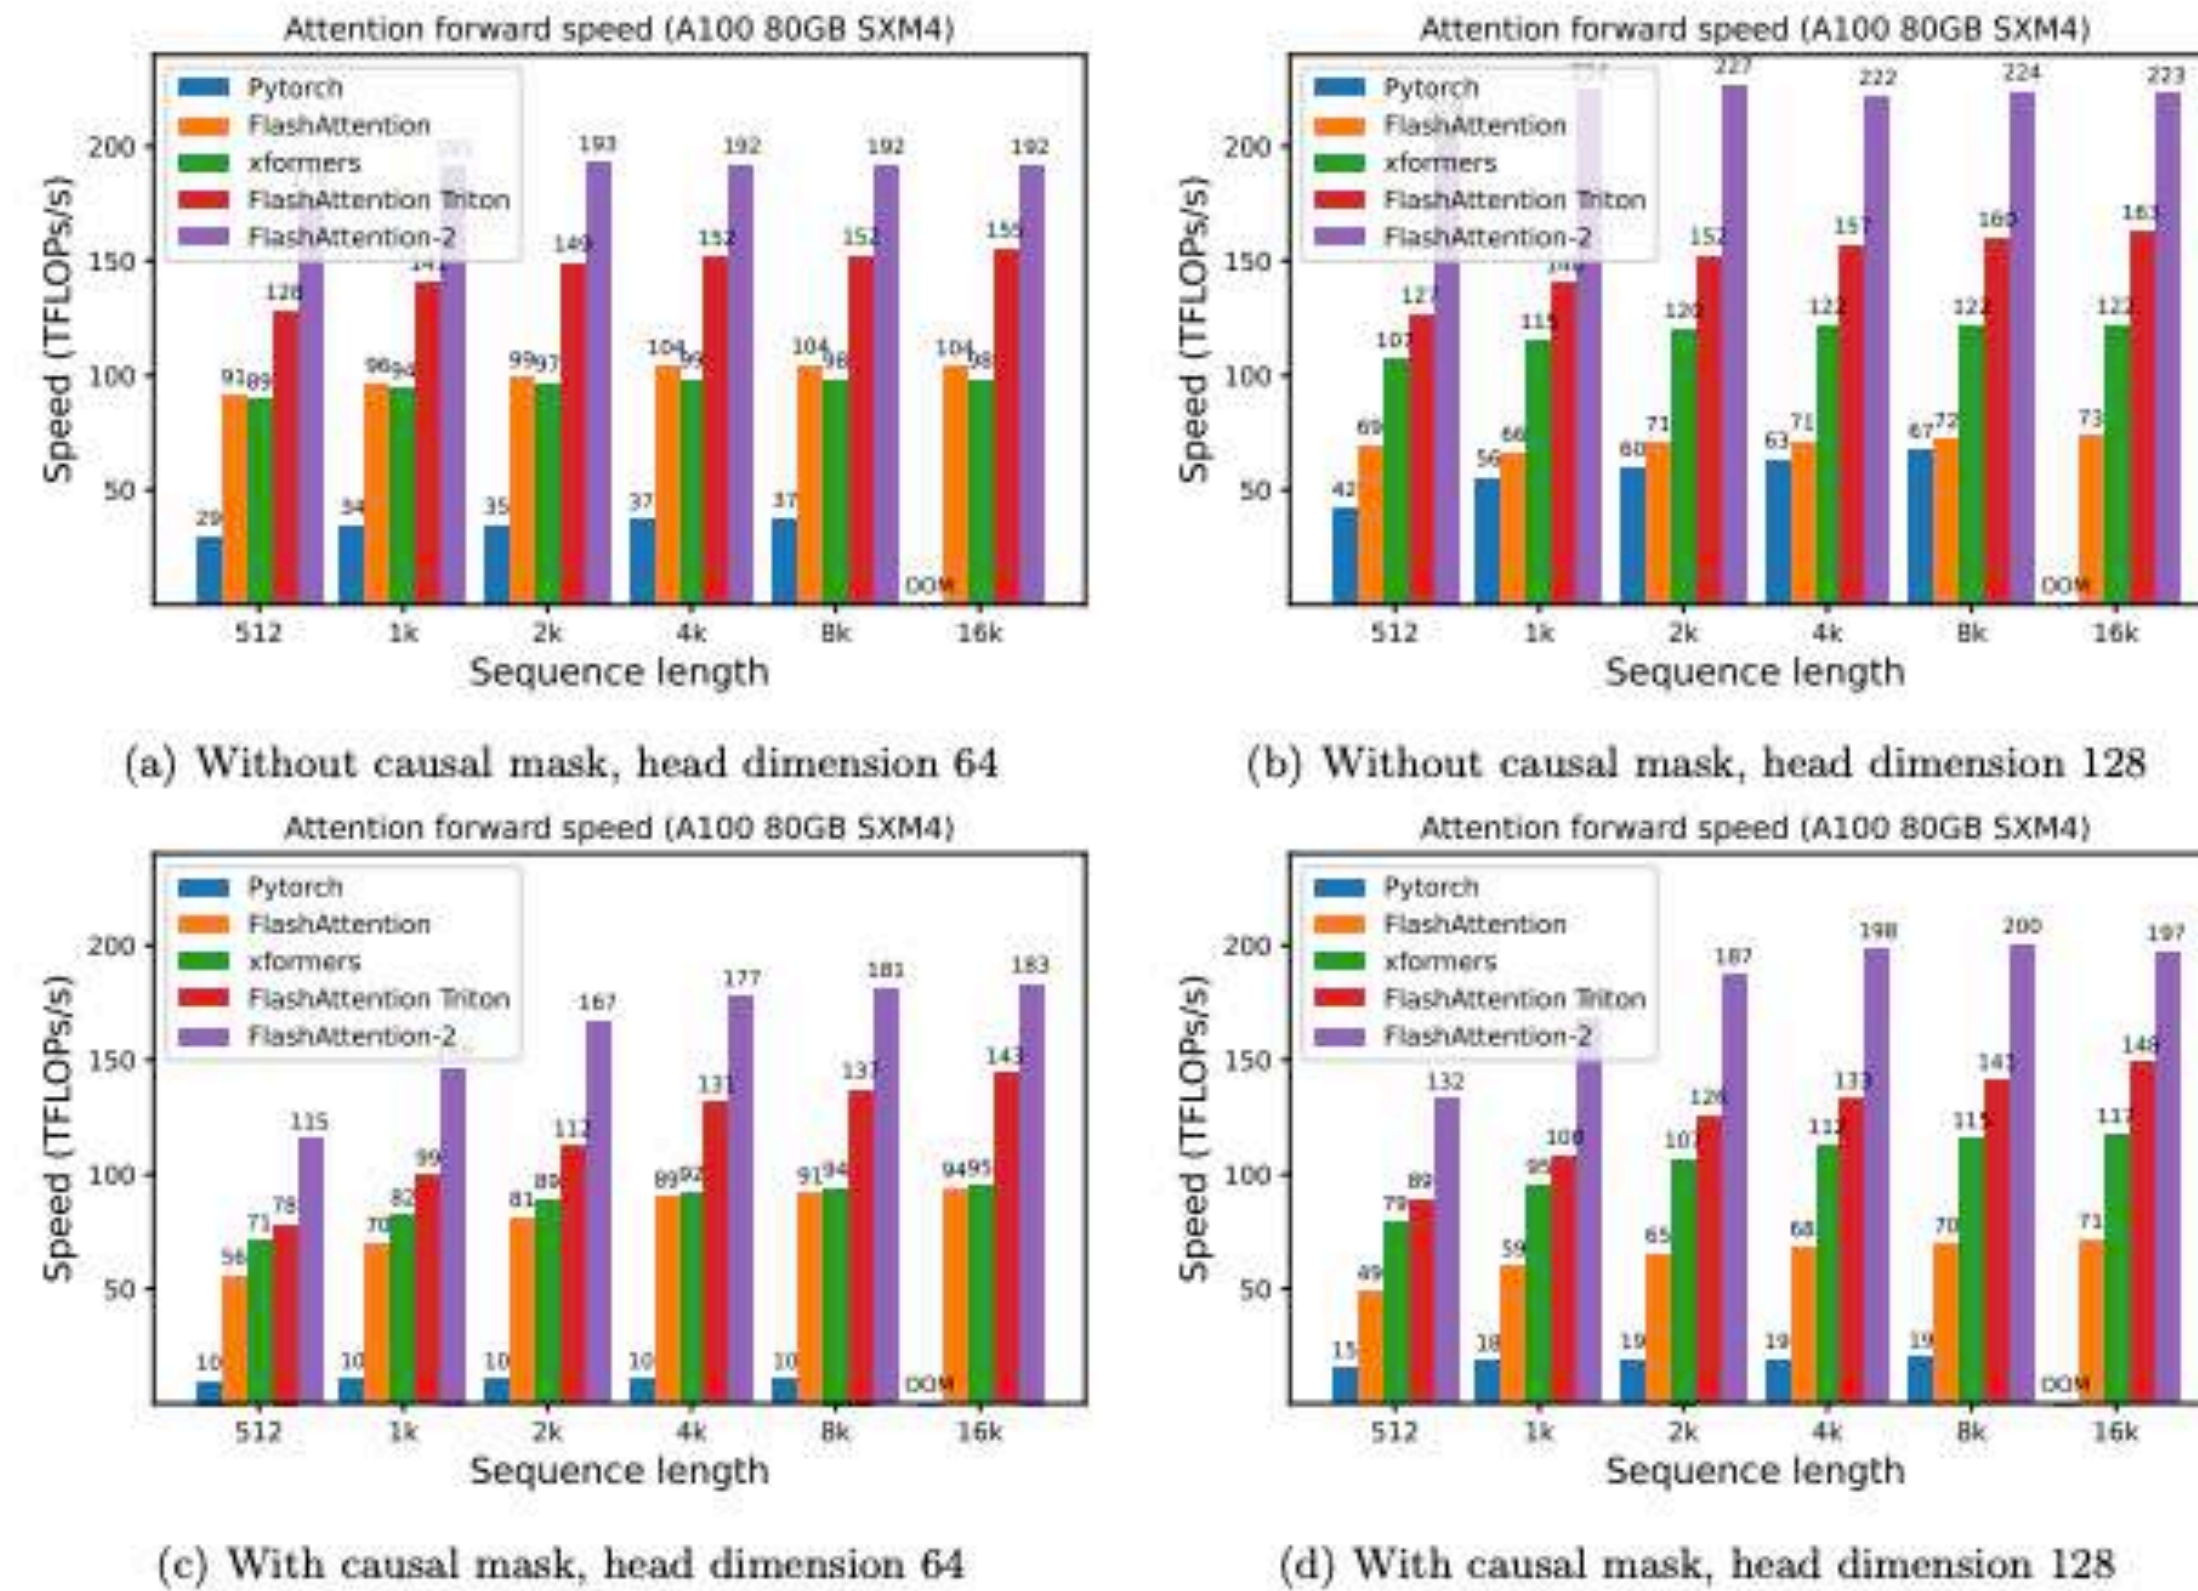 Attention forward speed (A100 80GB SXM4)
Speed (TFLOPs/s)
200
150
100
50
Pytorch
FlashAttention
xformers
FlashAttention Triton
FlashAttention-2
29 91 89 128
34 96 94 141
35 99 97 149 193
37 104 99 152 192
37 104 98 152 192
OOM 104 98 155 192
512 1k 2k 4k 8k 16k
Sequence length
(a) Without causal mask, head dimension 64
Attention forward speed (A100 80GB SXM4)
Speed (TFLOPs/s)
200
150
100
50
Pytorch
FlashAttention
xformers
FlashAttention Triton
FlashAttention-2
42 69 107 127
56 66 115
60 71 120 152 227
63 71 122 157 222
67 72 122 160 224
OOM 73 122 163 223
512 1k 2k 4k 8k 16k
Sequence length
(b) Without causal mask, head dimension 128
Attention forward speed (A100 80GB SXM4)
Speed (TFLOPs/s)
200
150
100
50
Pytorch
FlashAttention
xformers
FlashAttention Triton
FlashAttention-2
10 56 71 78 115
10 70 82 99
10 81 89 112 167
10 89 92 131 177
10 91 94 137 181
OOM 94 95 143 183
512 1k 2k 4k 8k 16k
Sequence length
(c) With causal mask, head dimension 64
Attention forward speed (A100 80GB SXM4)
Speed (TFLOPs/s)
200
150
100
50
Pytorch
FlashAttention
xformers
FlashAttention Triton
FlashAttention-2
15 49 79 89 132
18 59 95 108
19 65 107 126 187
19 68 112 133 198
19 70 115 141 200
OOM 71 117 148 197
512 1k 2k 4k 8k 16k
Sequence length
(d) With causal mask, head dimension 128